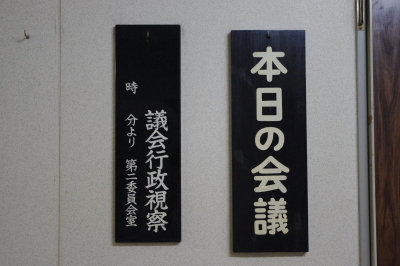 本日の会議
議会行政視察
時 分より 第二委員会室